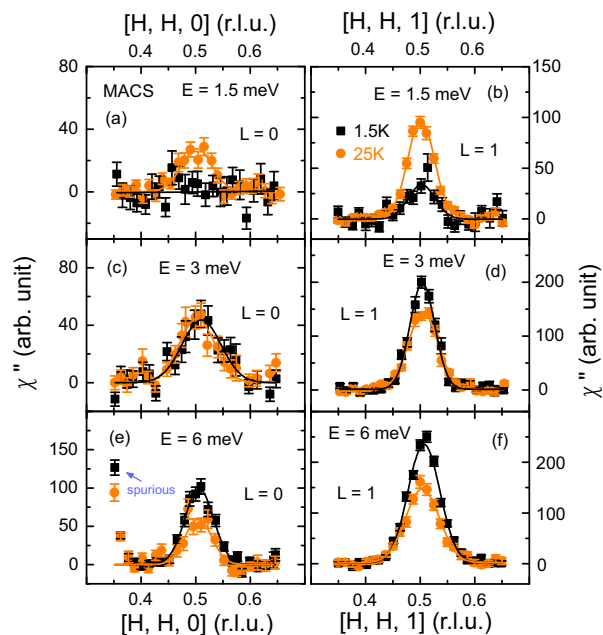 [H, H, 0] (r.l.u.) [H, H, 1] (r.l.u.)
0.4 0.5 0.6 0.4 0.5 0.6
80 150
MACS E = 1.5 meV E = 1.5 meV (b)
(a) L = 0 1.5K
25K L = 1
40 100
50
0 0
80
(c) E = 3 meV L = 0 E = 3 meV (d)
L = 1 200
40 100
0 0
χ " (arb. unit) χ " (arb. unit)
(e) E = 6 meV E = 6 meV (f)
150
100 spurious L = 0 L = 1 200
50 100
0 0
0.4 0.5 0.6 0.4 0.5 0.6
[H, H, 0] (r.l.u.) [H, H, 1] (r.l.u.)